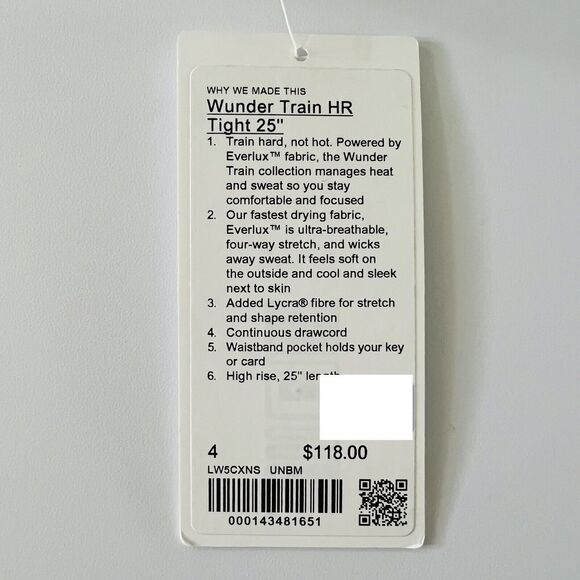 WHY WE MADE THIS
Wunder Train HR
Tight 25"
1. Train hard, not hot. Powered by
Everlux™ fabric, the Wunder
Train collection manages heat
and sweat so you stay
comfortable and focused
2. Our fastest drying fabric,
Everlux™ is ultra-breathable,
four-way stretch, and wicks
away sweat. It feels soft on
the outside and cool and sleek
next to skin
3. Added Lycra® fibre for stretch
and shape retention
4. Continuous drawcord
5. Waistband pocket holds your key
or card
6. High rise, 25"
4 $118.00
LW5CXNS UNBM
000143481651